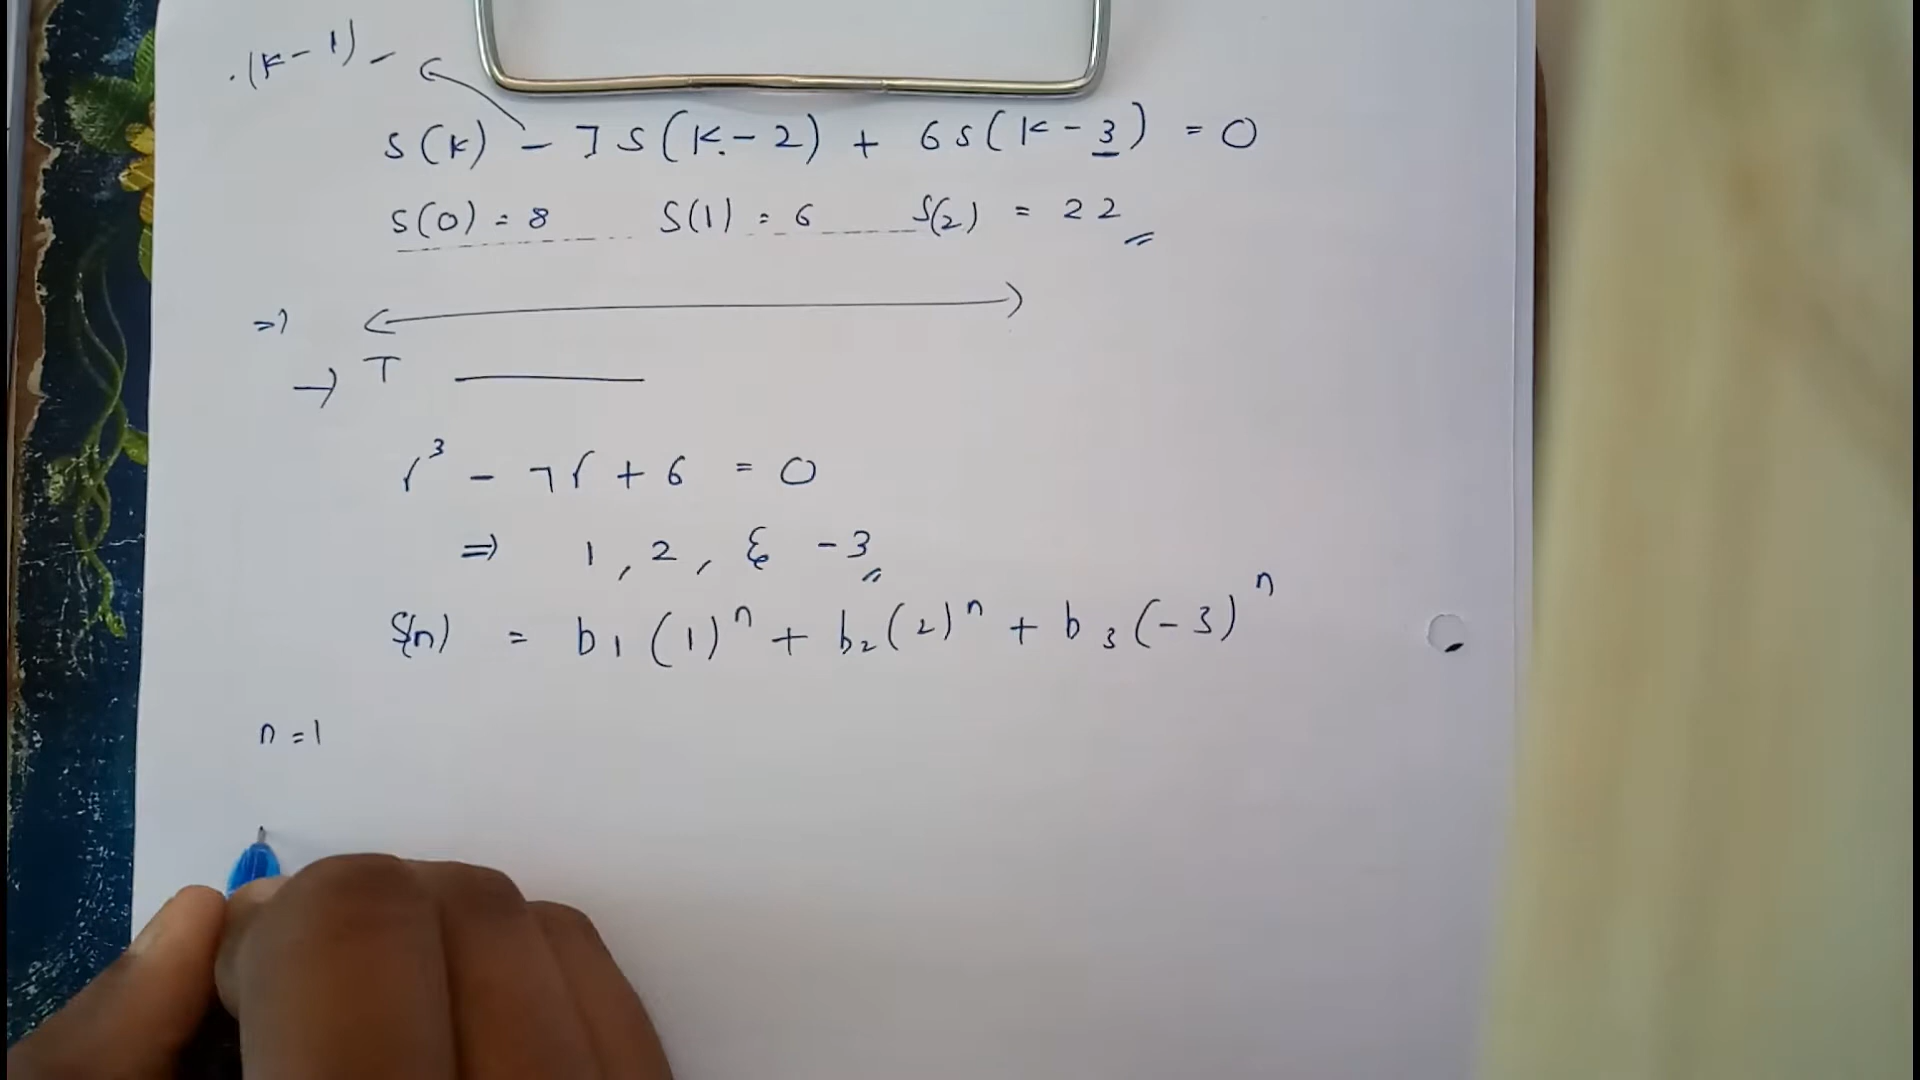 (k-1) -
S(k) - 7S(k-2) + 6S(k-3) = 0
S(0) = 8 S(1) = 6 S(2) = 22
=>
→ T
r³ - 7r + 6 = 0
=> 1, 2, & -3
S(n) = b₁(1)ⁿ + b₂(2)ⁿ + b₃(-3)ⁿ
n = 1